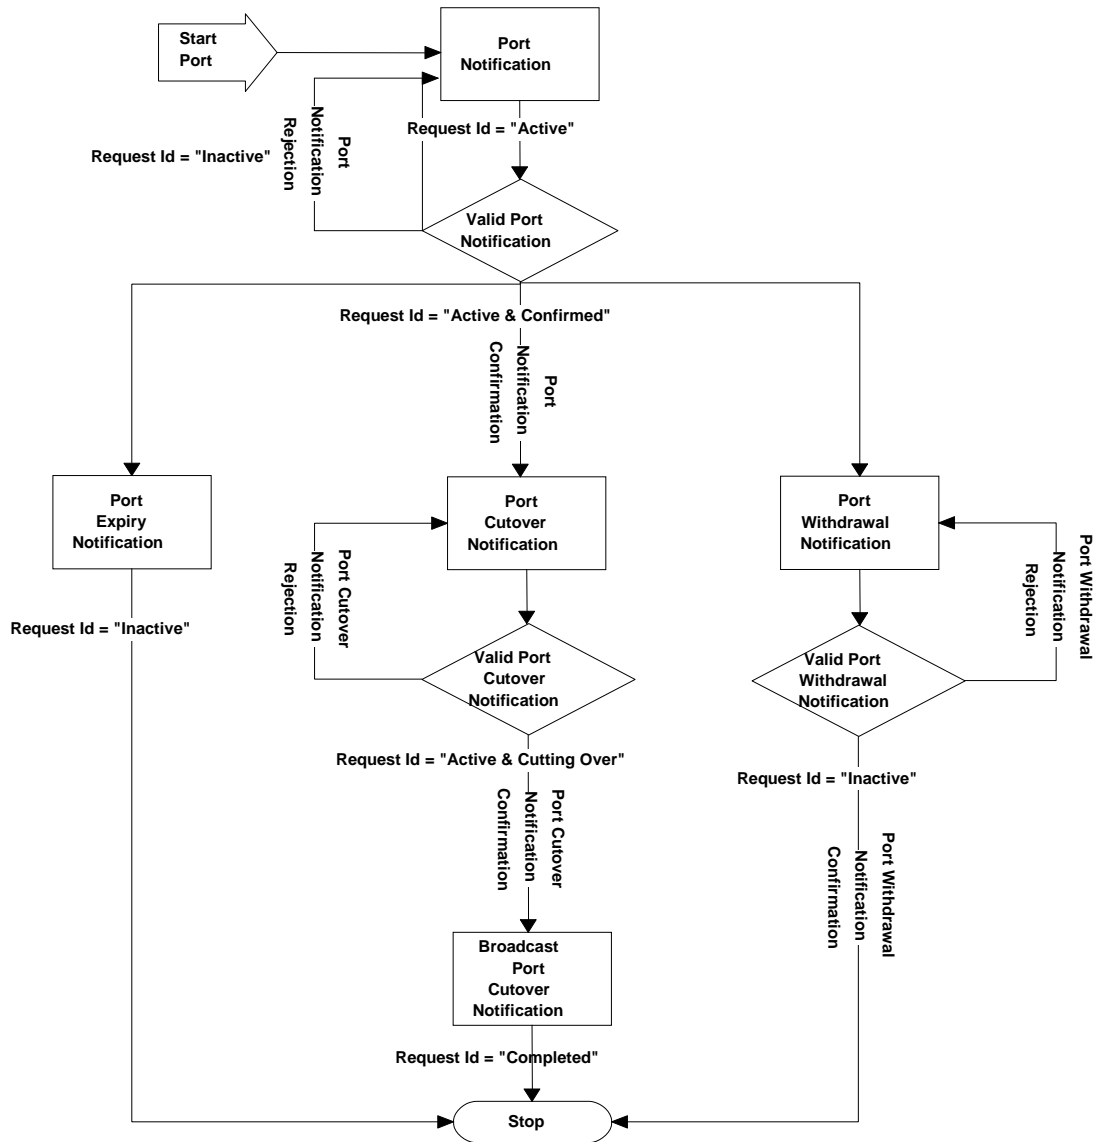 Start
Port
Port
Notification
Request Id = "Active"
Port
Notification
Rejection
Request Id = "Inactive"
Valid Port
Notification
Request Id = "Active & Confirmed"
Port
Notification
Confirmation
Port
Expiry
Notification
Port
Cutover
Notification
Port
Withdrawal
Notification
Request Id = "Inactive"
Port Cutover
Notification
Rejection
Port Withdrawal
Notification
Rejection
Valid Port
Cutover
Notification
Valid Port
Withdrawal
Notification
Request Id = "Active & Cutting Over"
Request Id = "Inactive"
Port Cutover
Notification
Confirmation
Port Withdrawal
Notification
Confirmation
Broadcast
Port
Cutover
Notification
Request Id = "Completed"
Stop